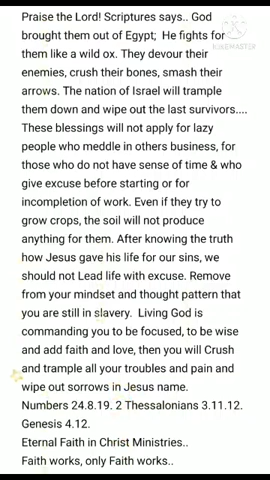 Praise the Lord! Scriptures says.. God
brought them out of Egypt;  He fights for
them like a wild ox. They devour their
enemies, crush their bones, smash their
arrows. The nation of Israel will trample
them down and wipe out the last survivors....
These blessings will not apply for lazy
people who meddle in others business, for
those who do not have sense of time & who
give excuse before starting or for
incompletion of work. Even if they try to
grow crops, the soil will not produce
anything for them. After knowing the truth
how Jesus gave his life for our sins, we
should not Lead life with excuse. Remove
from your mindset and thought pattern that
you are still in slavery.  Living God is
commanding you to be focused, to be wise
and add faith and love, then you will Crush
and trample all your troubles and pain and
wipe out sorrows in Jesus name.
Numbers 24.8.19. 2 Thessalonians 3.11.12.
Genesis 4.12.
Eternal Faith in Christ Ministries..
Faith works, only Faith works..